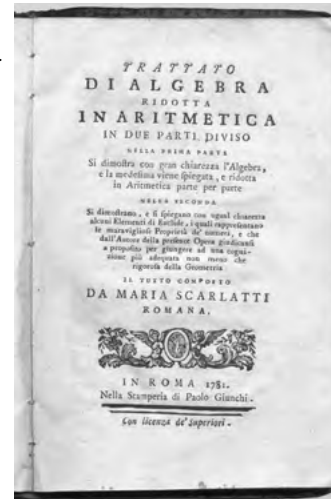 TRATTATO
DI ALGEBRA
RIDOTTA
IN ARITMETICA
IN DUE PARTI DIVISO
NELLA PRIMA PARTE
Si dimostra con gran chiarezza l'Algebra,
e la medesima viene spiegata, e ridotta
in Aritmetica parte per parte
NELLA SECONDA
Si dimostrano, e si spiegano con ugual chiarezza
alcuni Elementi di Euclide, i quali rappresentano
le maravigliose Proprietà de' numeri, e che
dall'Autore della presente Opera giudicansi
a proposito per giungere ad una cogni-
zione più adequata non meno che
rigorosa della Geometria
IL TUTTO COMPOSTO
DA MARIA SCARLATTI
ROMANA.
IN ROMA 1781.
Nella Stamperia di Paolo Giunchi.
Con licenza de' Superiori.